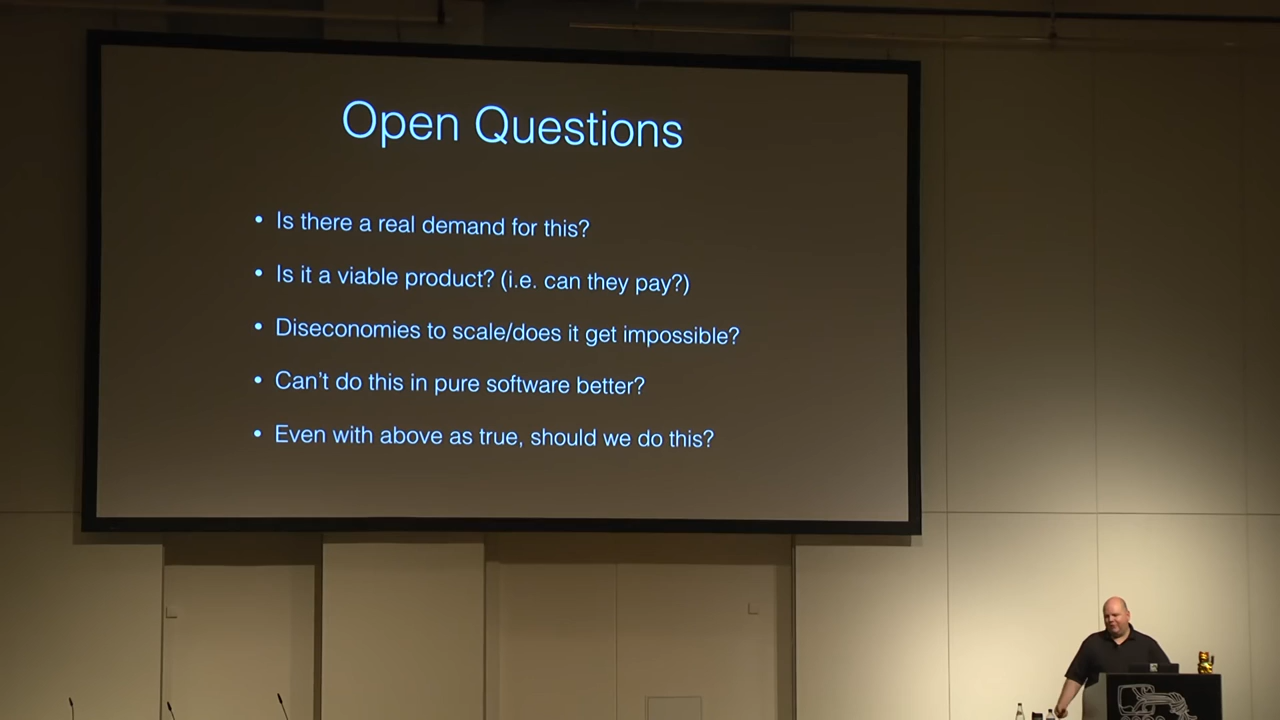 Open Questions
• Is there a real demand for this?
• Is it a viable product? (i.e. can they pay?)
• Diseconomies to scale/does it get impossible?
• Can't do this in pure software better?
• Even with above as true, should we do this?